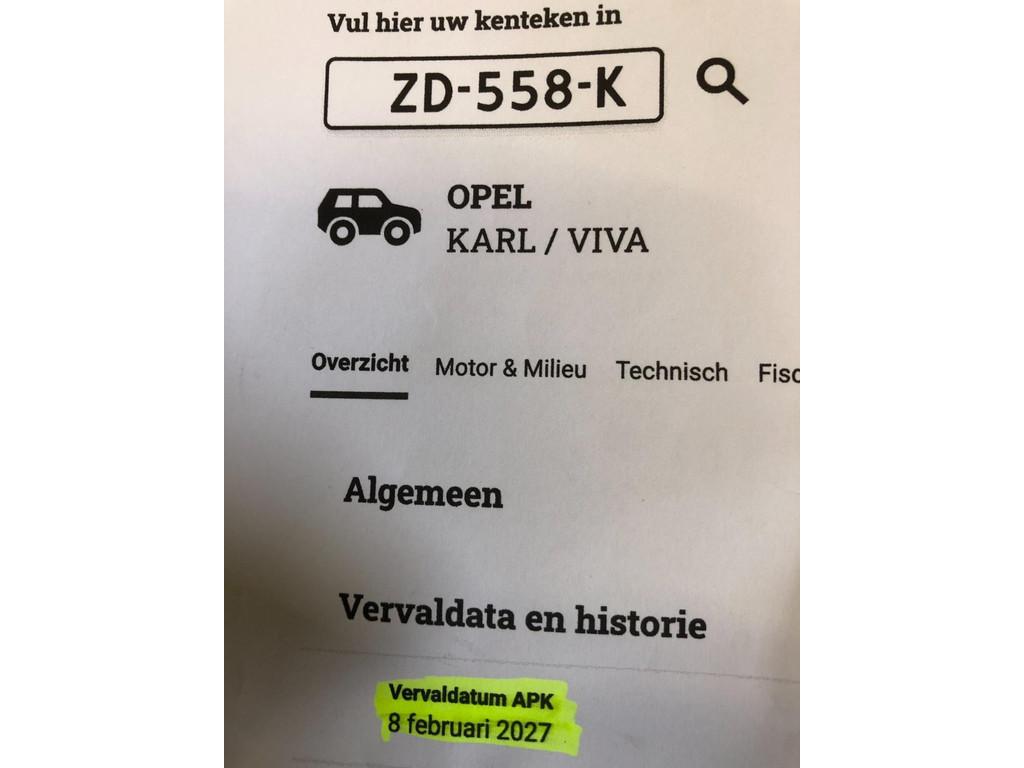 Vul hier uw kenteken in
ZD-558-K
OPEL
KARL / VIVA
Overzicht Motor & Milieu Technisch Fisc
Algemeen
Vervaldata en historie
Vervaldatum APK
8 februari 2027